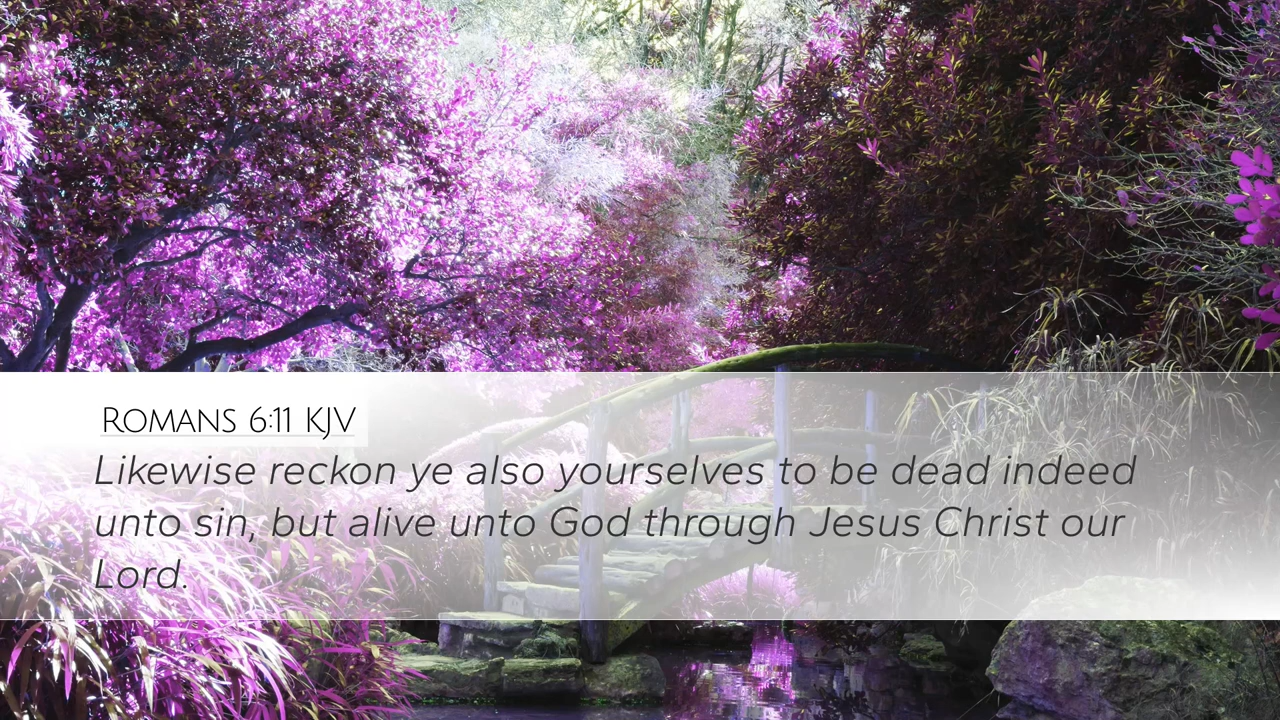 Romans 6:11 KJV
Likewise reckon ye also yourselves to be dead indeed
unto sin, but alive unto God through Jesus Christ our
Lord.